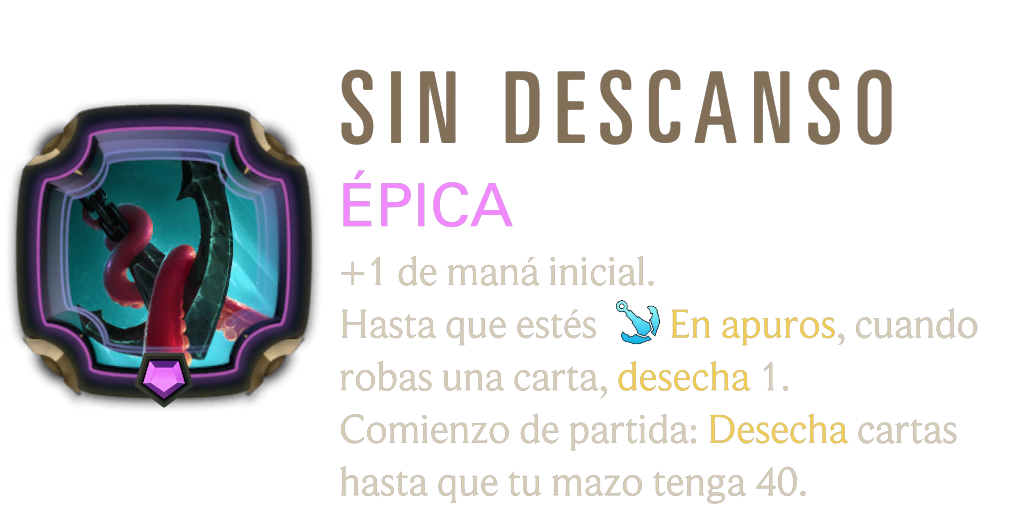 SIN DESCANSO
ÉPICA
+1 de maná inicial.
Hasta que estés En apuros, cuando
robas una carta, desecha 1.
Comienzo de partida: Desecha cartas
hasta que tu mazo tenga 40.